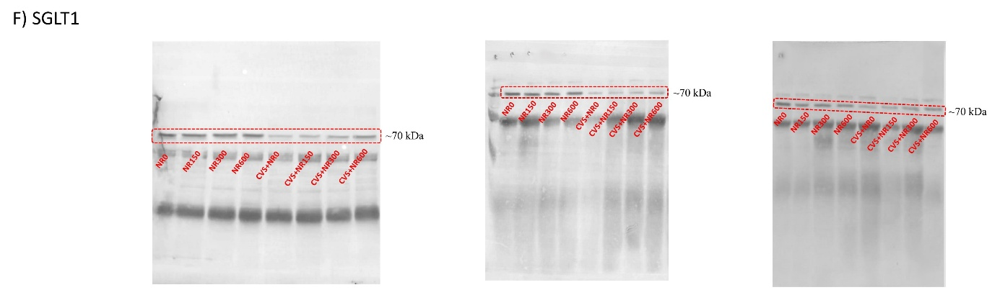 F) SGLT1
~70 kDa
NR0
NR150
NR300
NR600
CVS+NR0
CVS+NR150
CVS+NR300
CVS+NR600
~70 kDa
NR0
NR150
NR300
NR600
CVS+NR0
CVS+NR150
CVS+NR300
CVS+NR600
~70 kDa
NR0
NR150
NR300
NR600
CVS+NR0
CVS+NR150
CVS+NR300
CVS+NR600